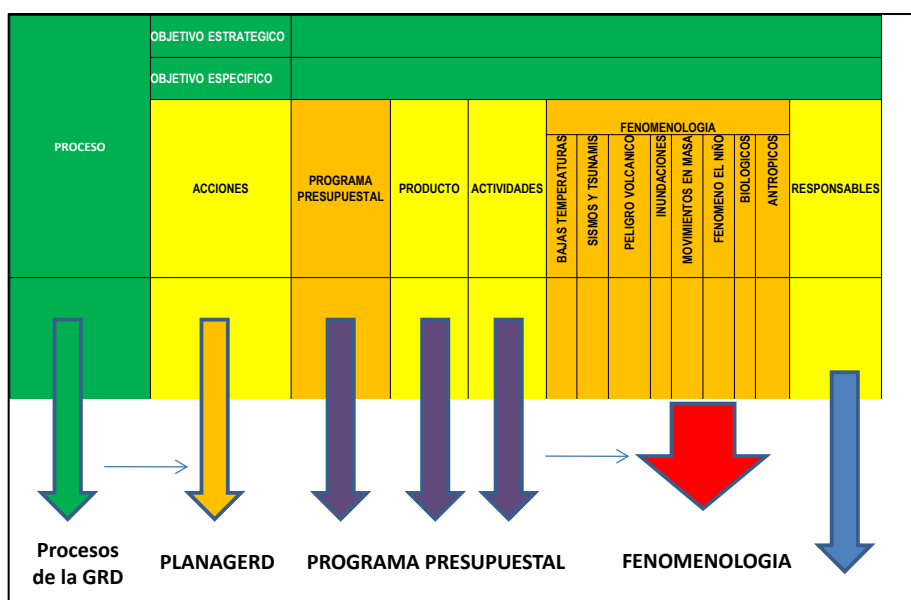 OBJETIVO ESTRATEGICO
OBJETIVO ESPECIFICO
PROCESO
ACCIONES
PROGRAMA
PRESUPUESTAL
PRODUCTO
ACTIVIDADES
FENOMENOLOGIA
BAJAS TEMPERATURAS
SISMOS Y TSUNAMIS
PELIGRO VOLCANICO
INUNDACIONES
MOVIMIENTOS EN MASA
FENOMENO EL NIÑO
BIOLOGICOS
ANTROPICOS
RESPONSABLES
Procesos
de la GRD
PLANAGERD
PROGRAMA PRESUPUESTAL
FENOMENOLOGIA